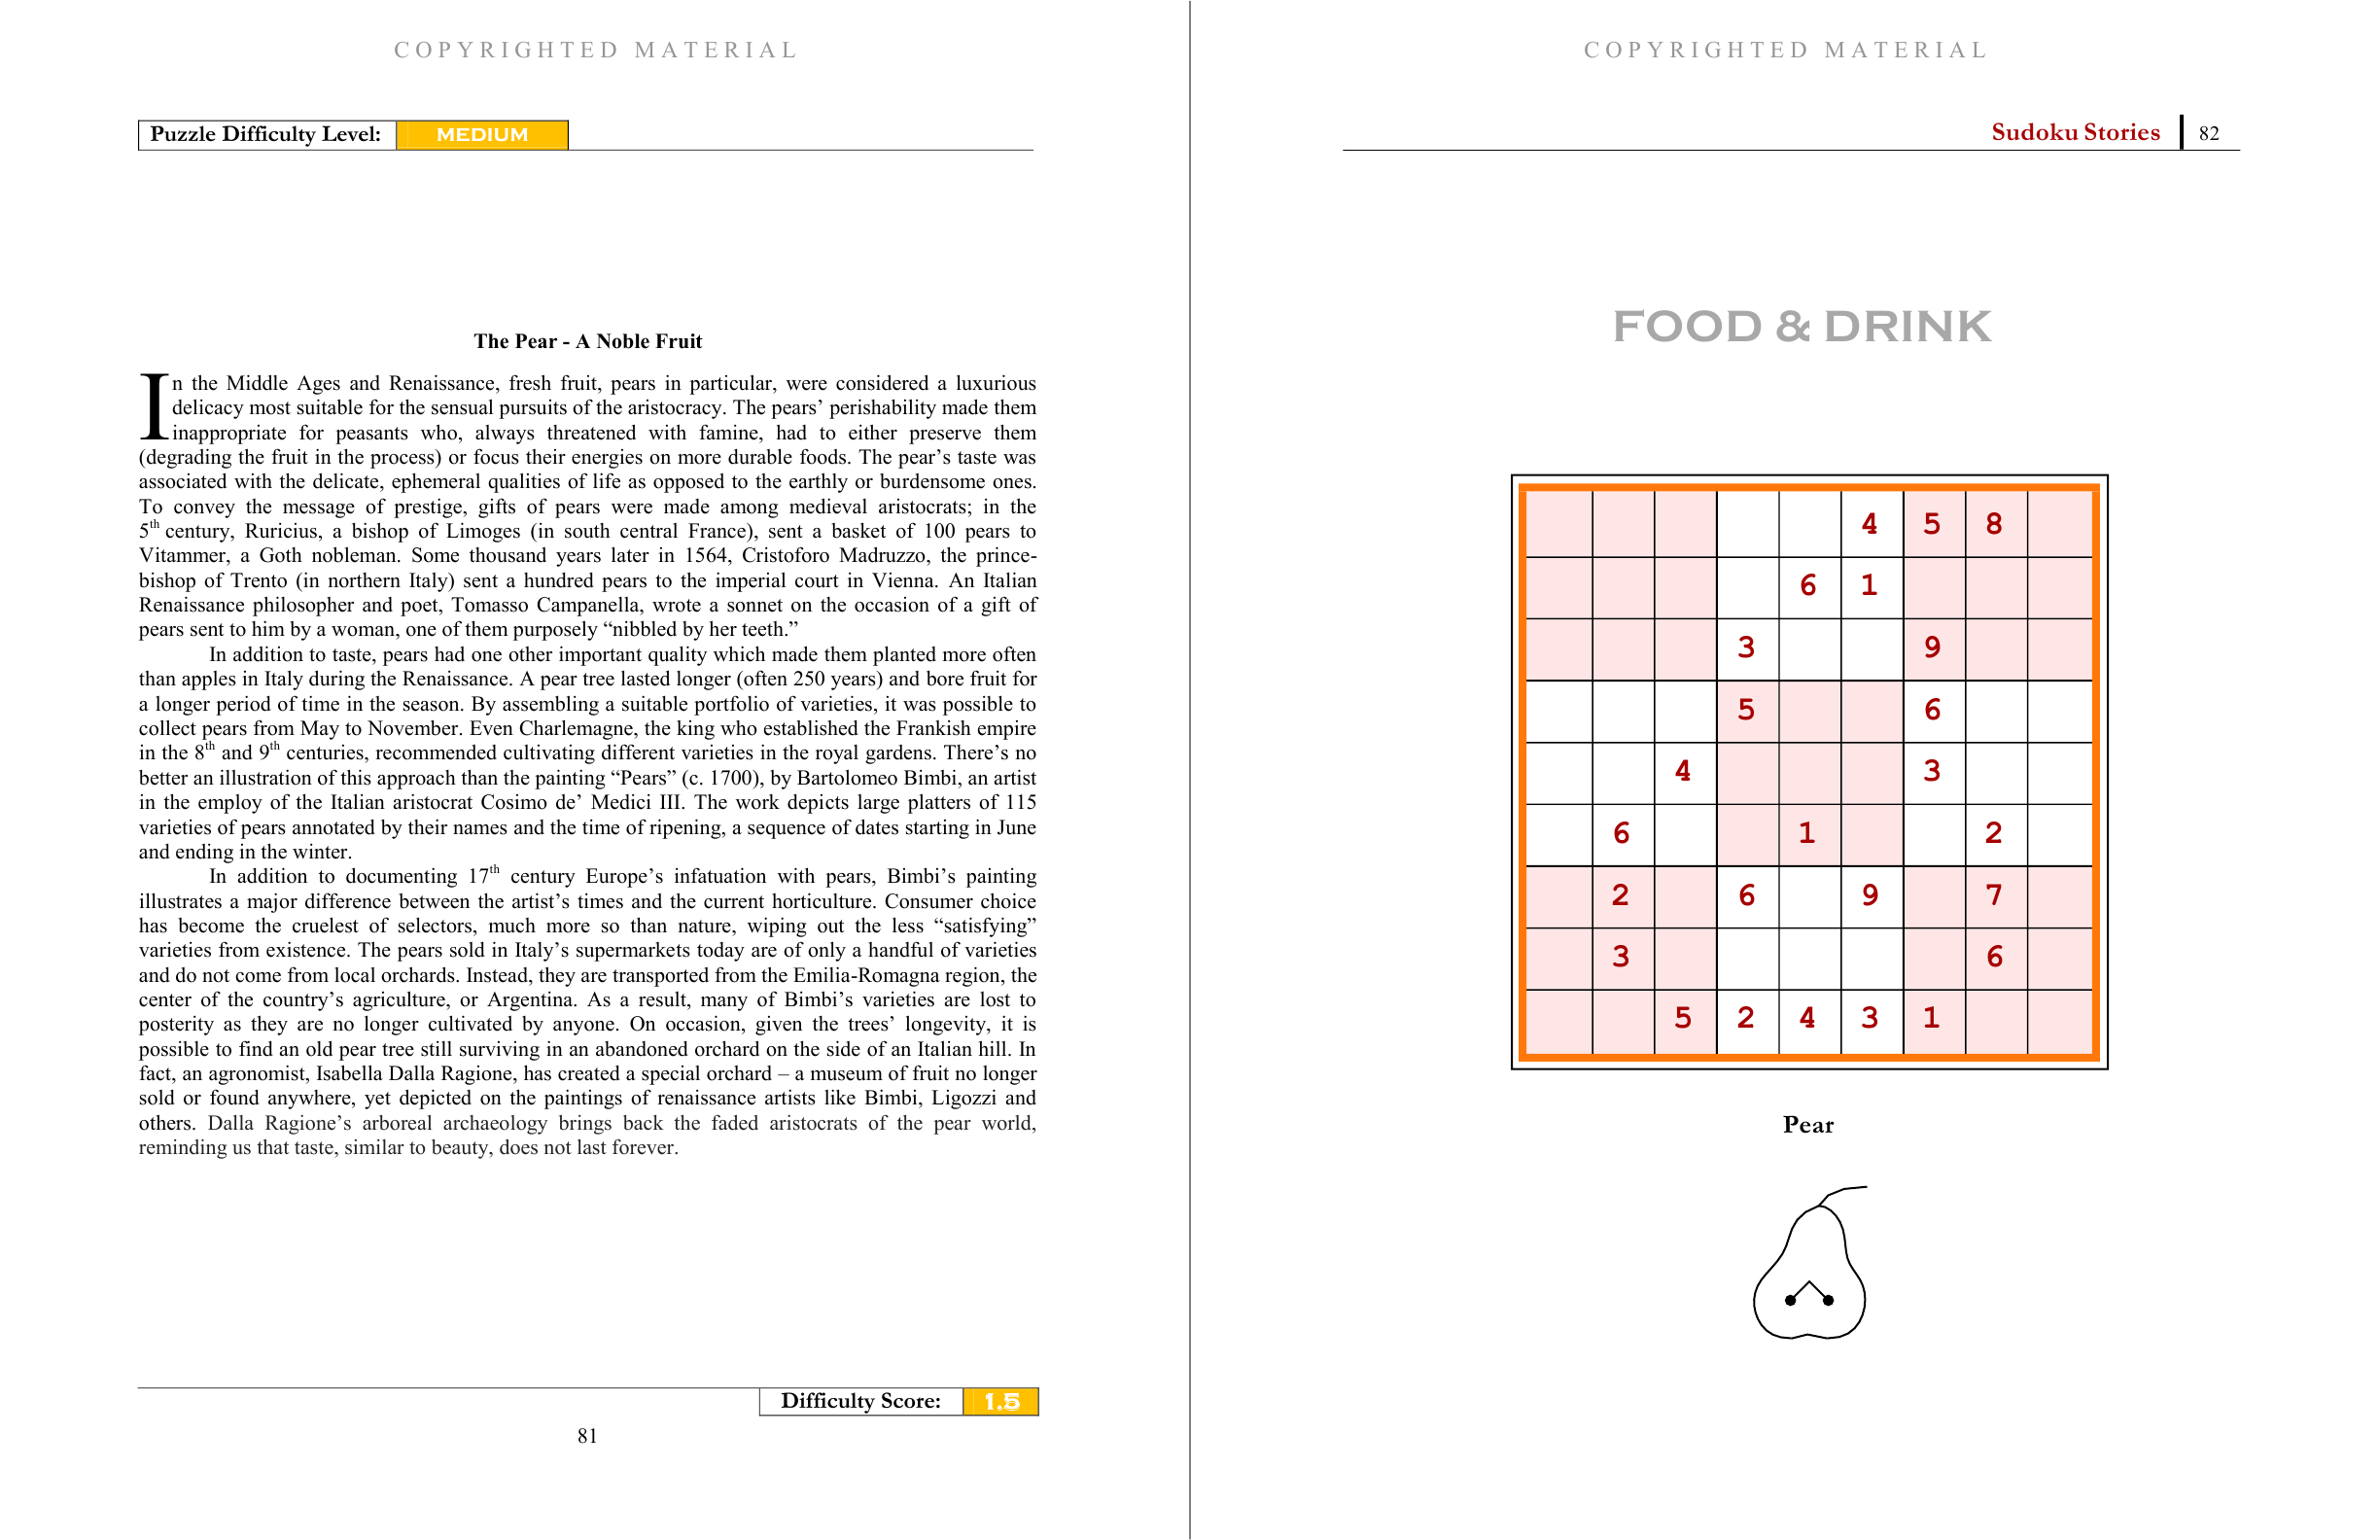 COPYRIGHTED MATERIAL
Puzzle Difficulty Level: MEDIUM
The Pear - A Noble Fruit
In the Middle Ages and Renaissance, fresh fruit, pears in particular, were considered a luxurious
delicacy most suitable for the sensual pursuits of the aristocracy. The pears’ perishability made them
inappropriate for peasants who, always threatened with famine, had to either preserve them
(degrading the fruit in the process) or focus their energies on more durable foods. The pear’s taste was
associated with the delicate, ephemeral qualities of life as opposed to the earthly or burdensome ones.
To convey the message of prestige, gifts of pears were made among medieval aristocrats; in the
5th century, Ruricius, a bishop of Limoges (in south central France), sent a basket of 100 pears to
Vitammer, a Goth nobleman. Some thousand years later in 1564, Cristoforo Madruzzo, the prince-
bishop of Trento (in northern Italy) sent a hundred pears to the imperial court in Vienna. An Italian
Renaissance philosopher and poet, Tomasso Campanella, wrote a sonnet on the occasion of a gift of
pears sent to him by a woman, one of them purposely “nibbled by her teeth.”
In addition to taste, pears had one other important quality which made them planted more often
than apples in Italy during the Renaissance. A pear tree lasted longer (often 250 years) and bore fruit for
a longer period of time in the season. By assembling a suitable portfolio of varieties, it was possible to
collect pears from May to November. Even Charlemagne, the king who established the Frankish empire
in the 8th and 9th centuries, recommended cultivating different varieties in the royal gardens. There’s no
better an illustration of this approach than the painting “Pears” (c. 1700), by Bartolomeo Bimbi, an artist
in the employ of the Italian aristocrat Cosimo de’ Medici III. The work depicts large platters of 115
varieties of pears annotated by their names and the time of ripening, a sequence of dates starting in June
and ending in the winter.
In addition to documenting 17th century Europe’s infatuation with pears, Bimbi’s painting
illustrates a major difference between the artist’s times and the current horticulture. Consumer choice
has become the cruelest of selectors, much more so than nature, wiping out the less “satisfying”
varieties from existence. The pears sold in Italy’s supermarkets today are of only a handful of varieties
and do not come from local orchards. Instead, they are transported from the Emilia-Romagna region, the
center of the country’s agriculture, or Argentina. As a result, many of Bimbi’s varieties are lost to
posterity as they are no longer cultivated by anyone. On occasion, given the trees’ longevity, it is
possible to find an old pear tree still surviving in an abandoned orchard on the side of an Italian hill. In
fact, an agronomist, Isabella Dalla Ragione, has created a special orchard – a museum of fruit no longer
sold or found anywhere, yet depicted on the paintings of renaissance artists like Bimbi, Ligozzi and
others. Dalla Ragione’s arboreal archaeology brings back the faded aristocrats of the pear world,
reminding us that taste, similar to beauty, does not last forever.
Difficulty Score: 1.5
81
COPYRIGHTED MATERIAL
Sudoku Stories 82
FOOD & DRINK
4 5 8
6 1
3 9
5 6
4 3
6 1 2
2 6 9 7
3 6
5 2 4 3 1
Pear